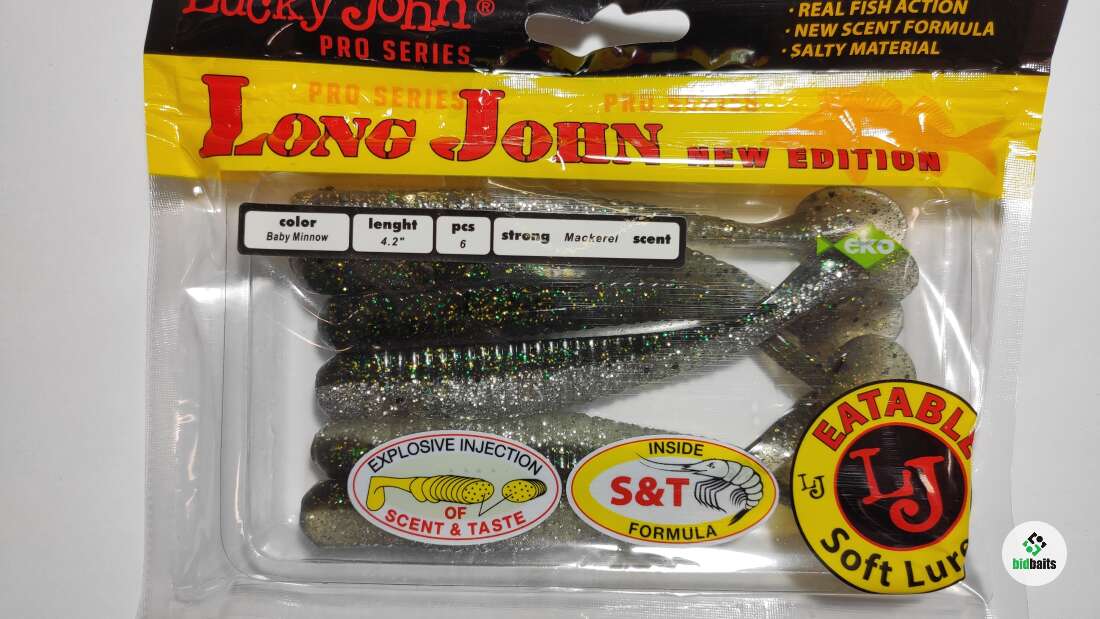 Lucky John®
PRO SERIES
• REAL FISH ACTION
• NEW SCENT FORMULA
• SALTY MATERIAL
PRO SERIES PRO SERIES
LONG JOHN NEW EDITION
color
Baby Minnow
lenght
4.2"
pcs
6
strong Mackerel scent
eko
EXPLOSIVE INJECTION
OF
SCENT & TASTE
INSIDE
S&T
FORMULA
EATABLE
LJ
LJ
Soft Lure
bidbaits